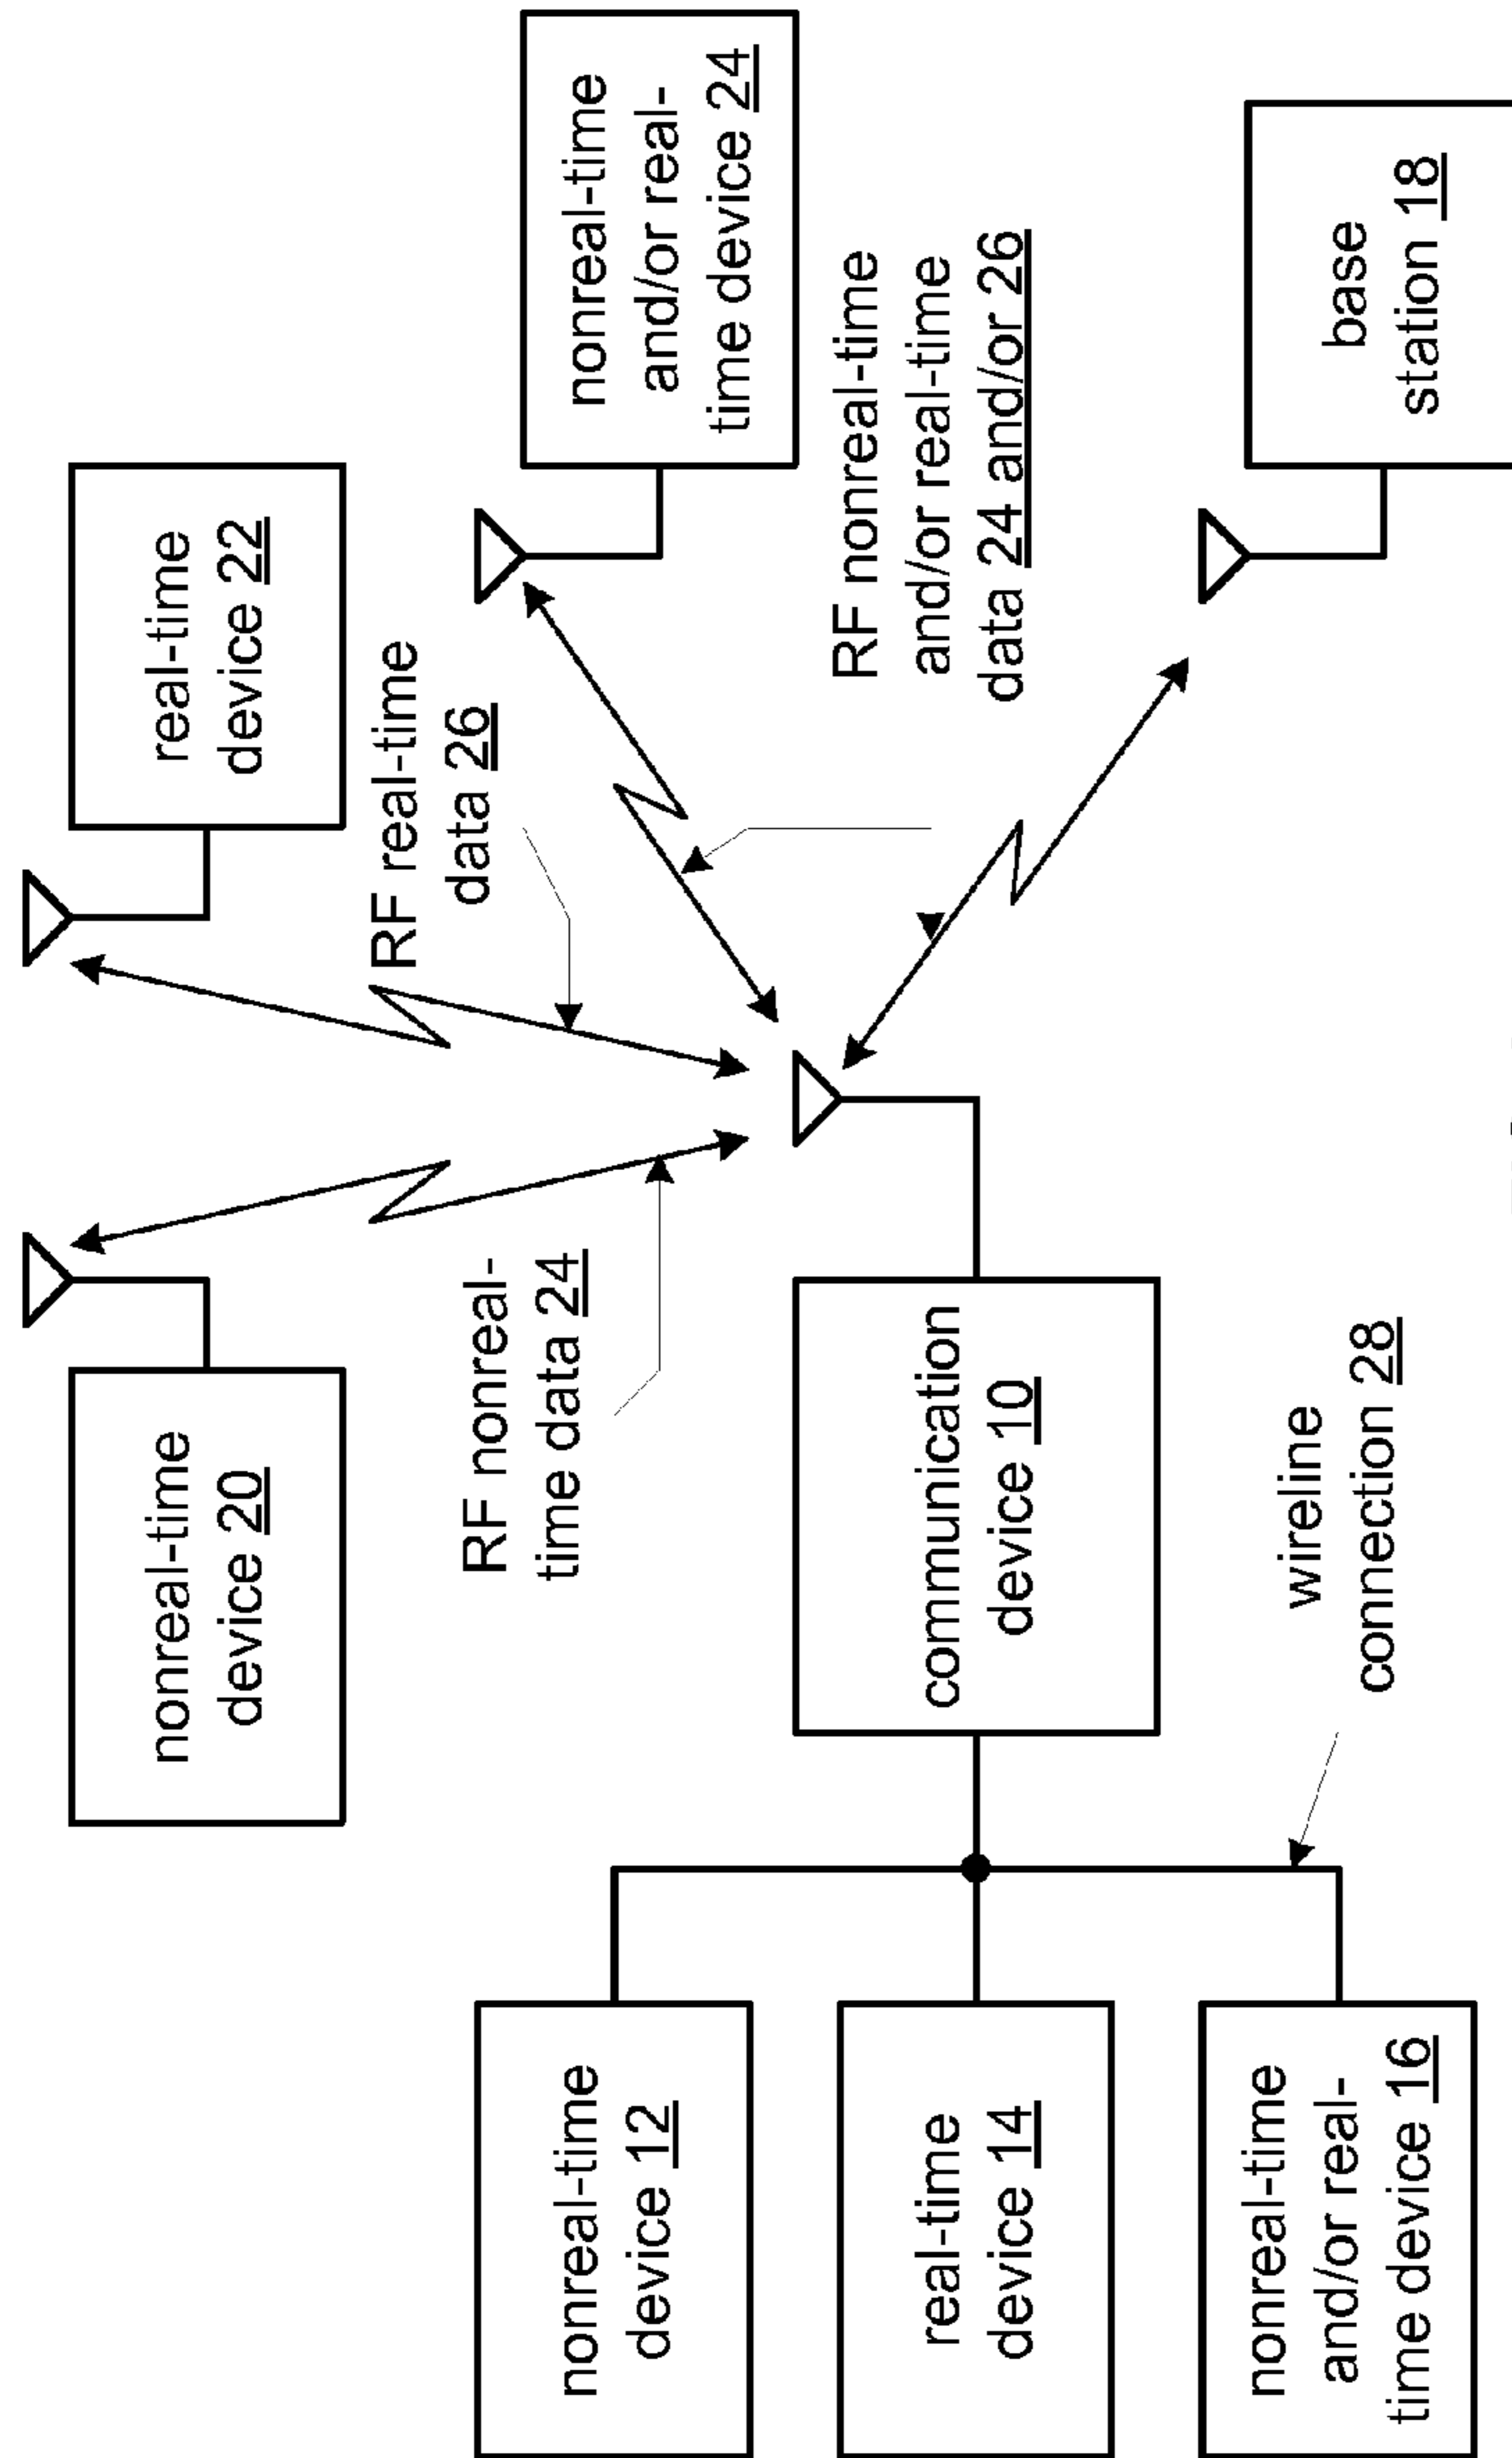 nonreal-time
device 20
real-time
device 22
RF real-time
data 26
RF nonreal-
time data 24
nonreal-time
and/or real-
time device 24
RF nonreal-time
and/or real-time
data 24 and/or 26
nonreal-time
device 12
real-time
device 14
nonreal-time
and/or real-
time device 16
communication
device 10
wireline
connection 28
base
station 18